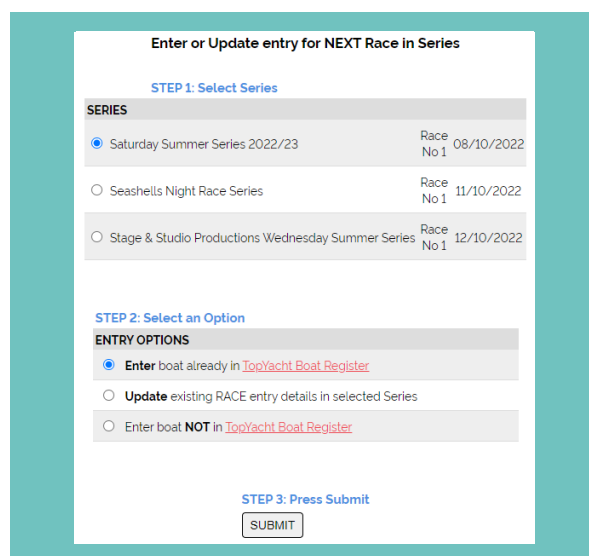 Enter or Update entry for NEXT Race in Series
STEP 1: Select Series
SERIES
Saturday Summer Series 2022/23 Race No 1 08/10/2022
Seashells Night Race Series Race No 1 11/10/2022
Stage & Studio Productions Wednesday Summer Series Race No 1 12/10/2022
STEP 2: Select an Option
ENTRY OPTIONS
Enter boat already in TopYacht Boat Register
Update existing RACE entry details in selected Series
Enter boat NOT in TopYacht Boat Register
STEP 3: Press Submit
SUBMIT